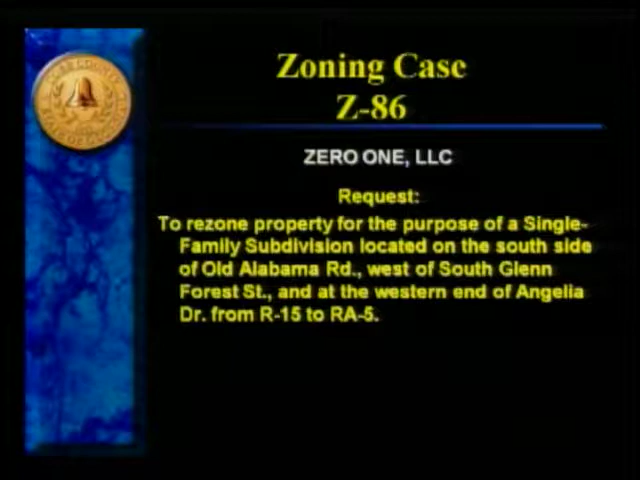 Zoning Case
Z-86
ZERO ONE, LLC
Request:
To rezone property for the purpose of a Single-
Family Subdivision located on the south side
of Old Alabama Rd., west of South Glenn
Forest St., and at the western end of Angelia
Dr. from R-15 to RA-5.